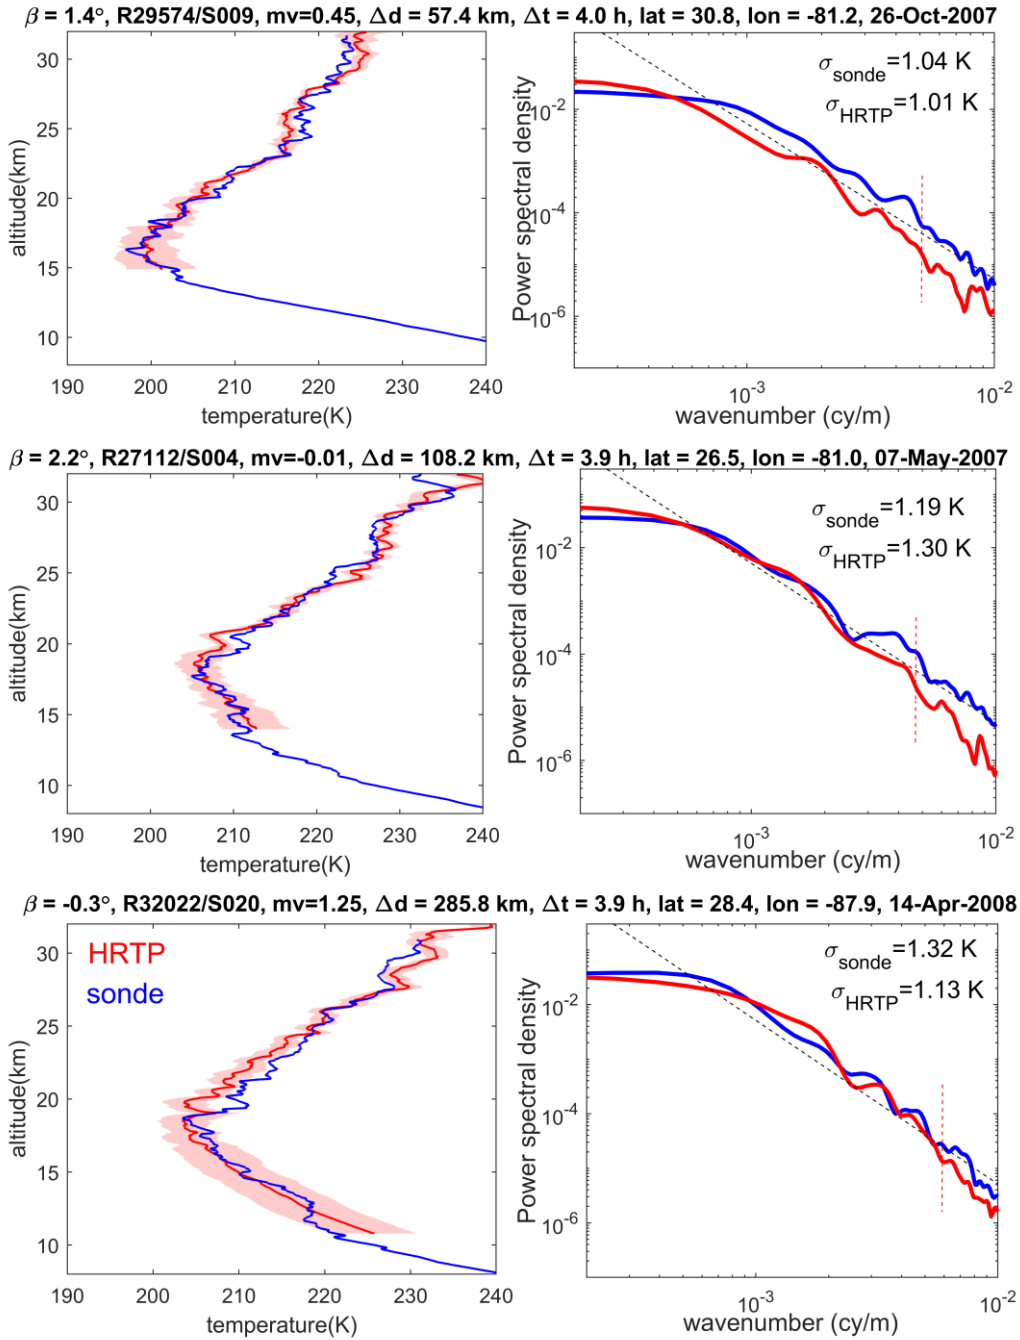 β = 1.4°, R29574/S009, mv=0.45, Δd = 57.4 km, Δt = 4.0 h, lat = 30.8, lon = -81.2, 26-Oct-2007
30
25
20
15
10
altitude(km)
190 200 210 220 230 240
temperature(K)
σsonde=1.04 K
σHRTP=1.01 K
10^-2
10^-4
10^-6
Power spectral density
10^-3 10^-2
wavenumber (cy/m)
β = 2.2°, R27112/S004, mv=-0.01, Δd = 108.2 km, Δt = 3.9 h, lat = 26.5, lon = -81.0, 07-May-2007
30
25
20
15
10
altitude(km)
190 200 210 220 230 240
temperature(K)
σsonde=1.19 K
σHRTP=1.30 K
10^-2
10^-4
10^-6
Power spectral density
10^-3 10^-2
wavenumber (cy/m)
β = -0.3°, R32022/S020, mv=1.25, Δd = 285.8 km, Δt = 3.9 h, lat = 28.4, lon = -87.9, 14-Apr-2008
HRTP
sonde
30
25
20
15
10
altitude(km)
190 200 210 220 230 240
temperature(K)
σsonde=1.32 K
σHRTP=1.13 K
10^-2
10^-4
10^-6
Power spectral density
10^-3 10^-2
wavenumber (cy/m)